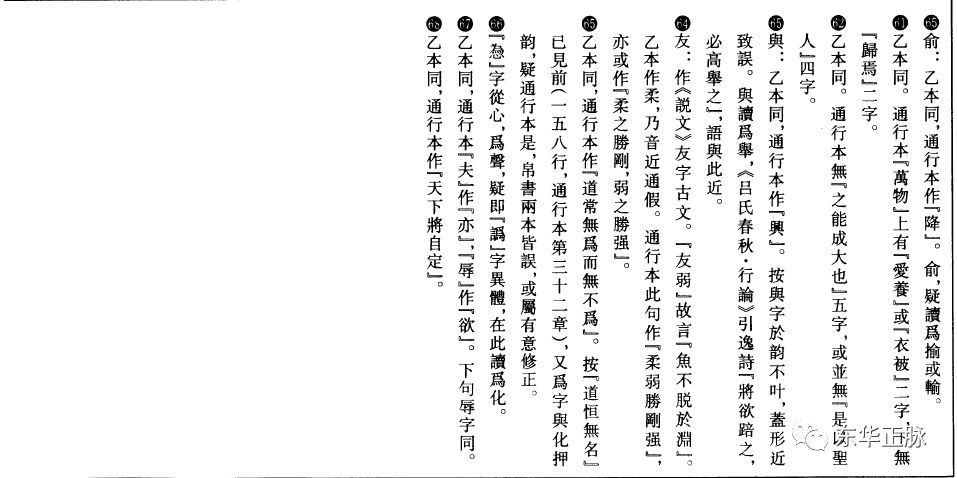 60俞：乙本同，通行本作『降』。俞，疑讀爲揄或輸。
61乙本同。通行本『萬物』上有『愛養』或『衣被』二字，下無
『歸焉』二字。
62乙本同。通行本無『之能成大也』五字，或並無『是以聖
人』四字。
63與：乙本同，通行本作『興』。按與字於韵不叶，蓋形近
致誤。與讀爲舉，《吕氏春秋·行論》引逸詩『將欲踣之，
必高舉之』，語與此近。
64友：作《説文》友字古文。『友弱』故言『魚不脱於淵』。
乙本作柔，乃音近通假。通行本此句作『柔弱勝剛强』，
亦或作『柔之勝剛，弱之勝强』。
65乙本同，通行本作『道常無爲而無不爲』。按『道恒無名』
已見前（一五八行，通行本第三十二章），又爲字與化押
韵，疑通行本是，帛書兩本皆誤，或屬有意修正。
66『㥨』字從心，爲聲，疑即『譌』字異體，在此讀爲化。
67乙本同，通行本『夫』作『亦』，『辱』作『欲』。下句辱字同。
68乙本同，通行本作『天下將自定』。
东华正脉